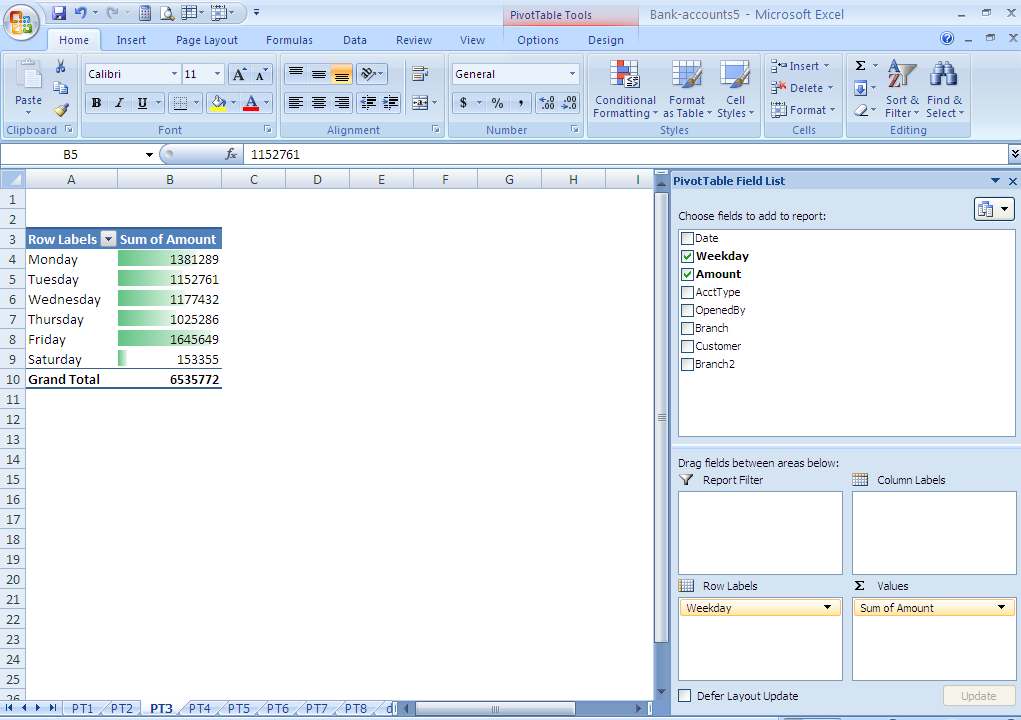 PivotTable Tools Bank-accounts5 - Microsoft Excel
Home Insert Page Layout Formulas Data Review View Options Design
Paste Calibri 11 A A General Conditional Formatting Format as Table Cell Styles Insert Delete Format Σ Sort & Filter Find & Select
B I U A $ % , .00 .00
Clipboard Font Alignment Number Styles Cells Editing
B5 fx 1152761
A B C D E F G H I
1
2
3 Row Labels Sum of Amount
4 Monday 1381289
5 Tuesday 1152761
6 Wednesday 1177432
7 Thursday 1025286
8 Friday 1645649
9 Saturday 153355
10 Grand Total 6535772
11
12
13
14
15
16
17
18
19
20
21
22
23
24
25
26
PT1 PT2 PT3 PT4 PT5 PT6 PT7 PT8
PivotTable Field List
Choose fields to add to report:
Date
Weekday
Amount
AcctType
OpenedBy
Branch
Customer
Branch2
Drag fields between areas below:
Report Filter Column Labels
Row Labels Σ Values
Weekday Sum of Amount
Defer Layout Update Update